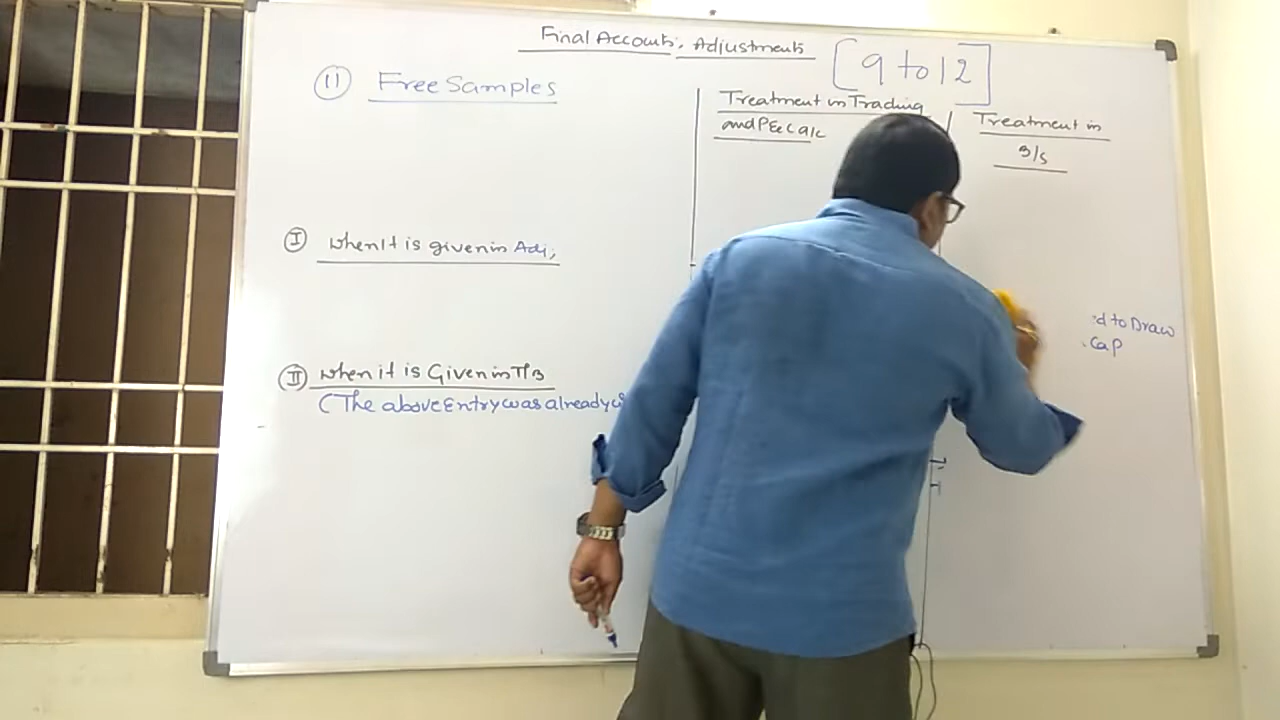 Final Accounts; Adjustments
[9 to 12]
11 Free Samples
Treatment in Trading
and P&L a/c
Treatment in
B/S
I when It is given in Adj;
d to Draw
Cap
II when it is Given in T/B
(The above Entry was already